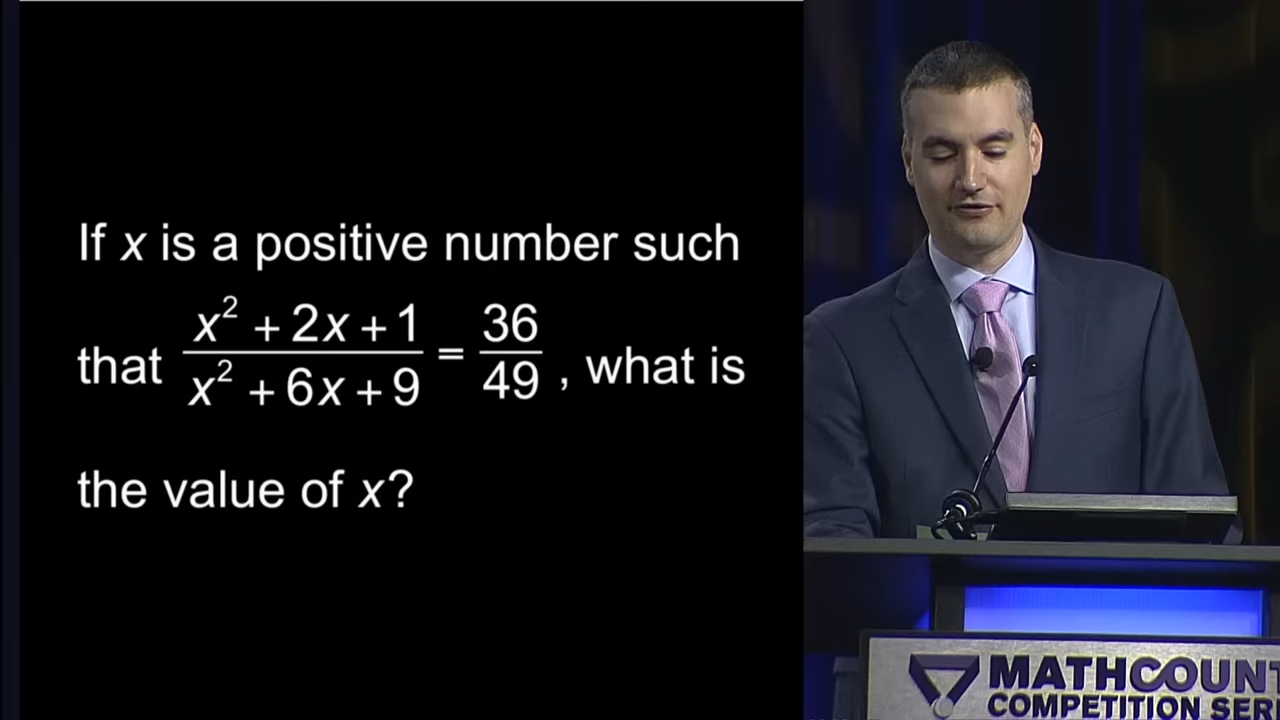 If x is a positive number such
that (x² + 2x + 1)/(x² + 6x + 9) = 36/49 , what is
the value of x?
MATHCOUNT
COMPETITION SER